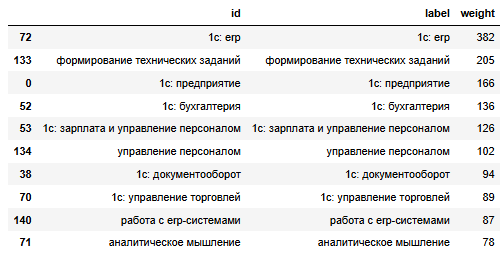 id label weight
72 1c: erp 1c: erp 382
133 формирование технических заданий формирование технических заданий 205
0 1c: предприятие 1c: предприятие 166
52 1c: бухгалтерия 1c: бухгалтерия 136
53 1c: зарплата и управление персоналом 1c: зарплата и управление персоналом 126
134 управление персоналом управление персоналом 102
38 1c: документооборот 1c: документооборот 94
70 1c: управление торговлей 1c: управление торговлей 89
140 работа с erp-системами работа с erp-системами 87
71 аналитическое мышление аналитическое мышление 78